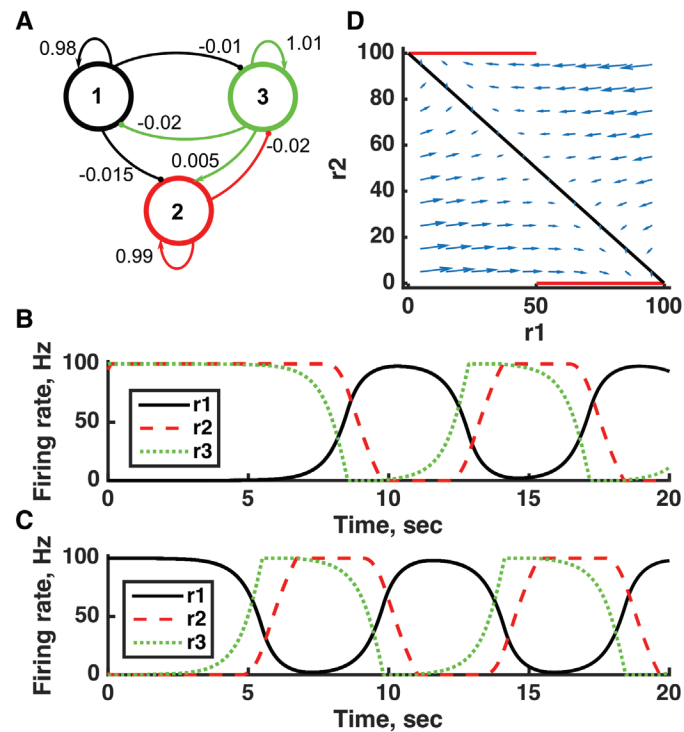 A
0.98
-0.01
1.01
1
3
-0.02
-0.02
0.005
-0.015
2
0.99
D
100
80
60
40
20
0
r2
0
50
100
r1
B
Firing rate, Hz
100
50
0
r1
r2
r3
0
5
10
15
20
Time, sec
C
Firing rate, Hz
100
50
0
r1
r2
r3
0
5
10
15
20
Time, sec